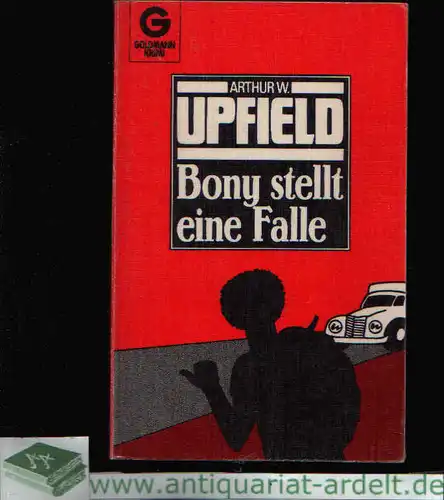 G
GOLDMANN
KRIMI
ARTHUR W.
UPFIELD
Bony stellt
eine Falle
www.antiquariat-ardelt.de